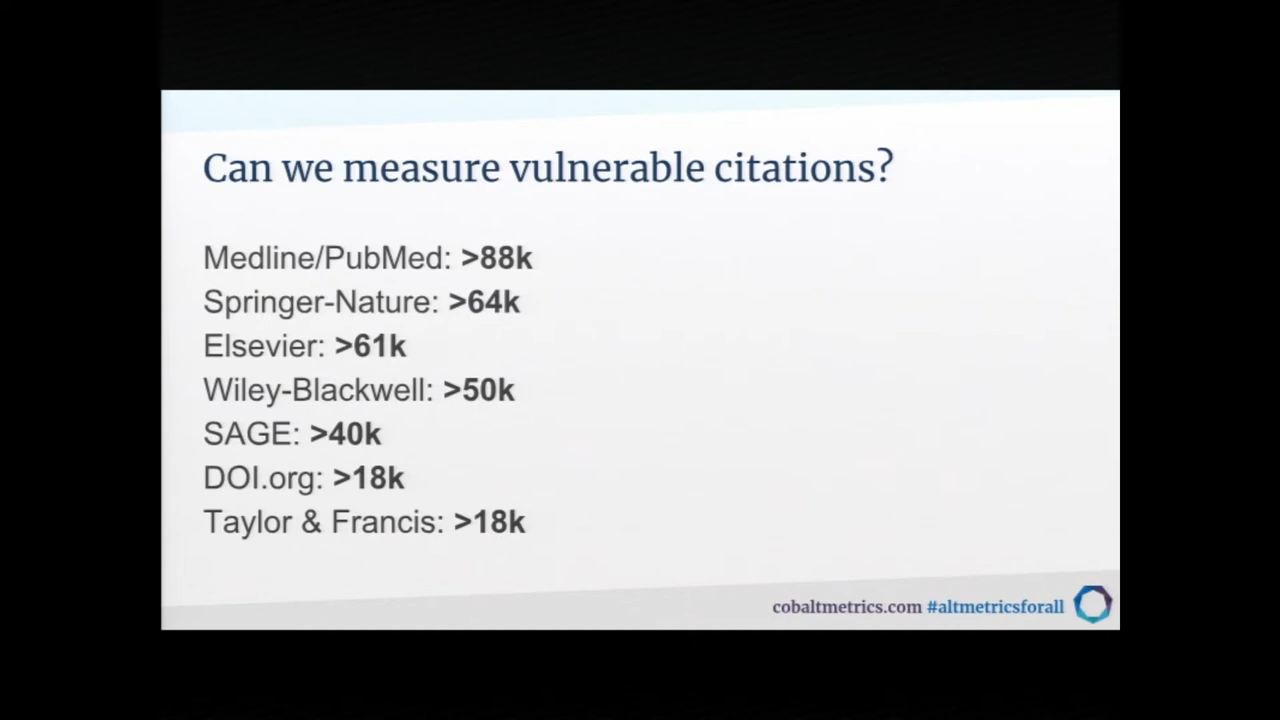 Can we measure vulnerable citations?
Medline/PubMed: >88k
Springer-Nature: >64k
Elsevier: >61k
Wiley-Blackwell: >50k
SAGE: >40k
DOI.org: >18k
Taylor & Francis: >18k
cobaltmetrics.com #altmetricsforall